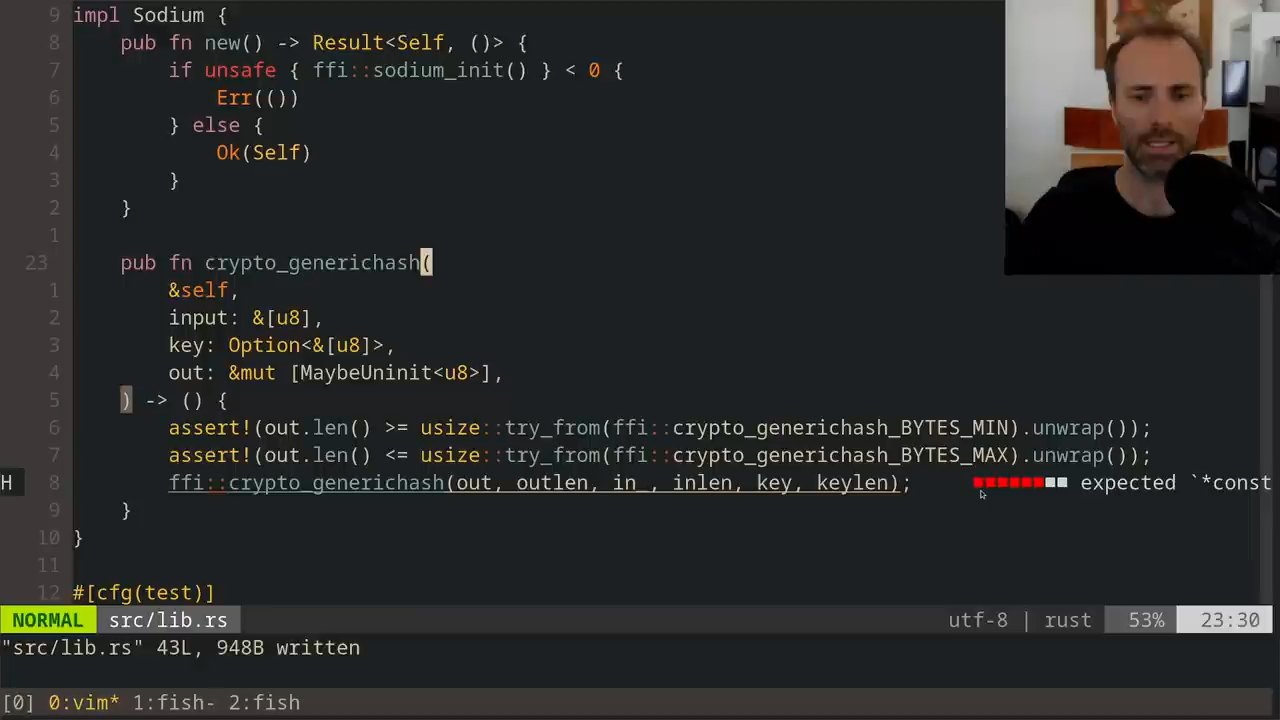 9 impl Sodium {
8 pub fn new() -> Result<Self, ()> {
7 if unsafe { ffi::sodium_init() } < 0 {
6 Err(())
5 } else {
4 Ok(Self)
3 }
2 }
1
23 pub fn crypto_generichash(
1 &self,
2 input: &[u8],
3 key: Option<&[u8]>,
4 out: &mut [MaybeUninit<u8>],
5 ) -> () {
6 assert!(out.len() >= usize::try_from(ffi::crypto_generichash_BYTES_MIN).unwrap());
7 assert!(out.len() <= usize::try_from(ffi::crypto_generichash_BYTES_MAX).unwrap());
H 8 ffi::crypto_generichash(out, outlen, in_, inlen, key, keylen); ■■■■■■■■ expected `*const
9 }
10 }
11
12 #[cfg(test)]
NORMAL src/lib.rs utf-8 | rust 53% 23:30
"src/lib.rs" 43L, 948B written
[0] 0:vim* 1:fish- 2:fish